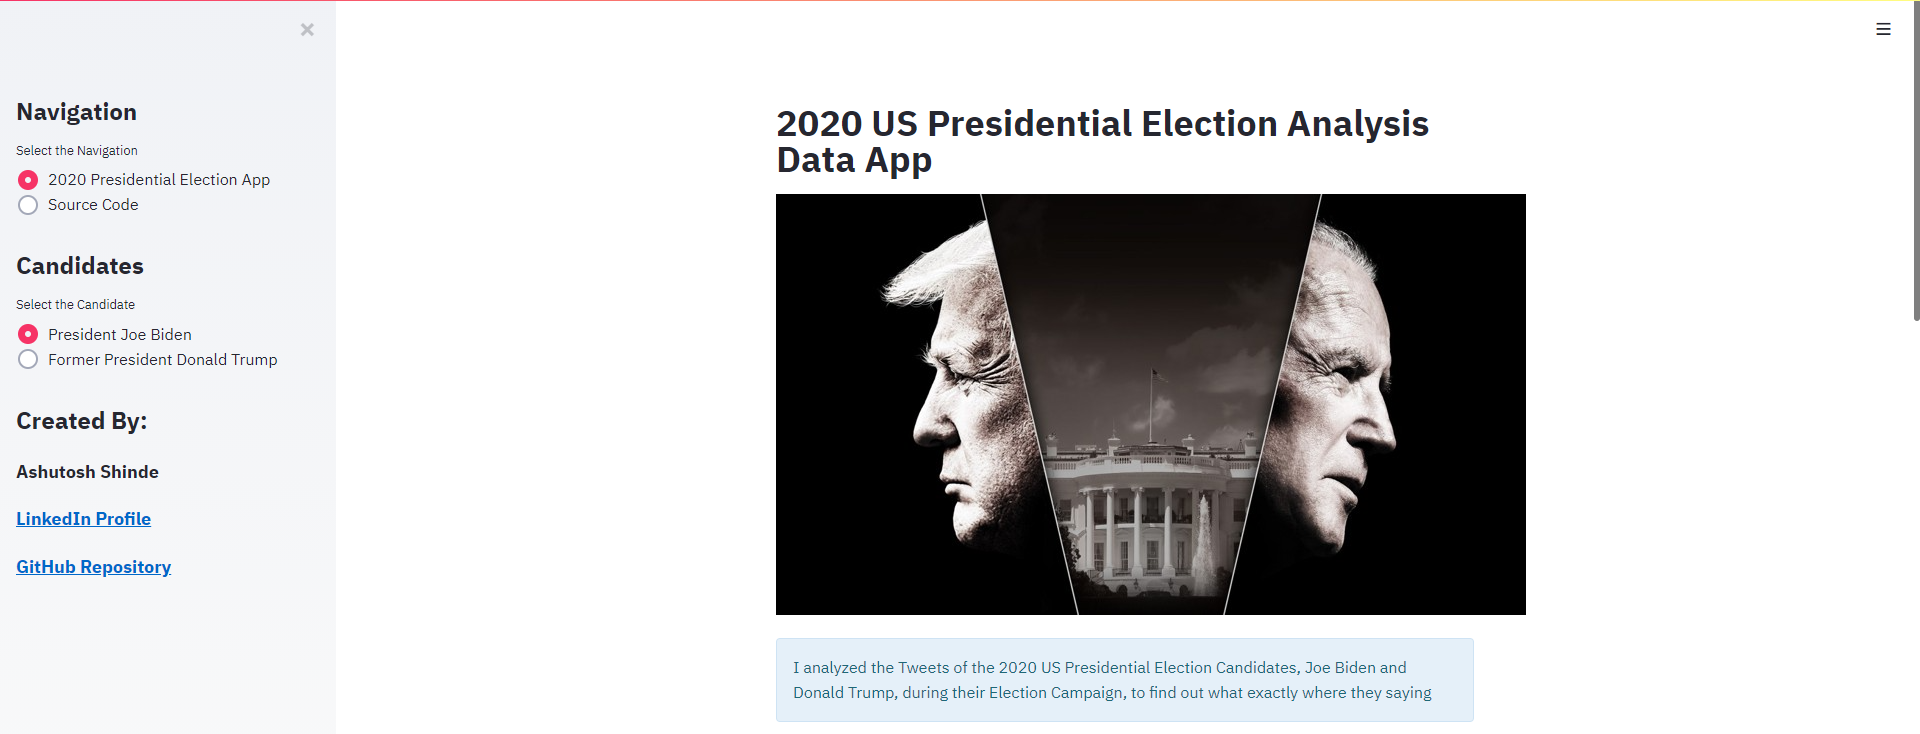 Navigation
Select the Navigation
2020 Presidential Election App
Source Code
Candidates
Select the Candidate
President Joe Biden
Former President Donald Trump
Created By:
Ashutosh Shinde
LinkedIn Profile
GitHub Repository
2020 US Presidential Election Analysis
Data App
I analyzed the Tweets of the 2020 US Presidential Election Candidates, Joe Biden and
Donald Trump, during their Election Campaign, to find out what exactly where they saying